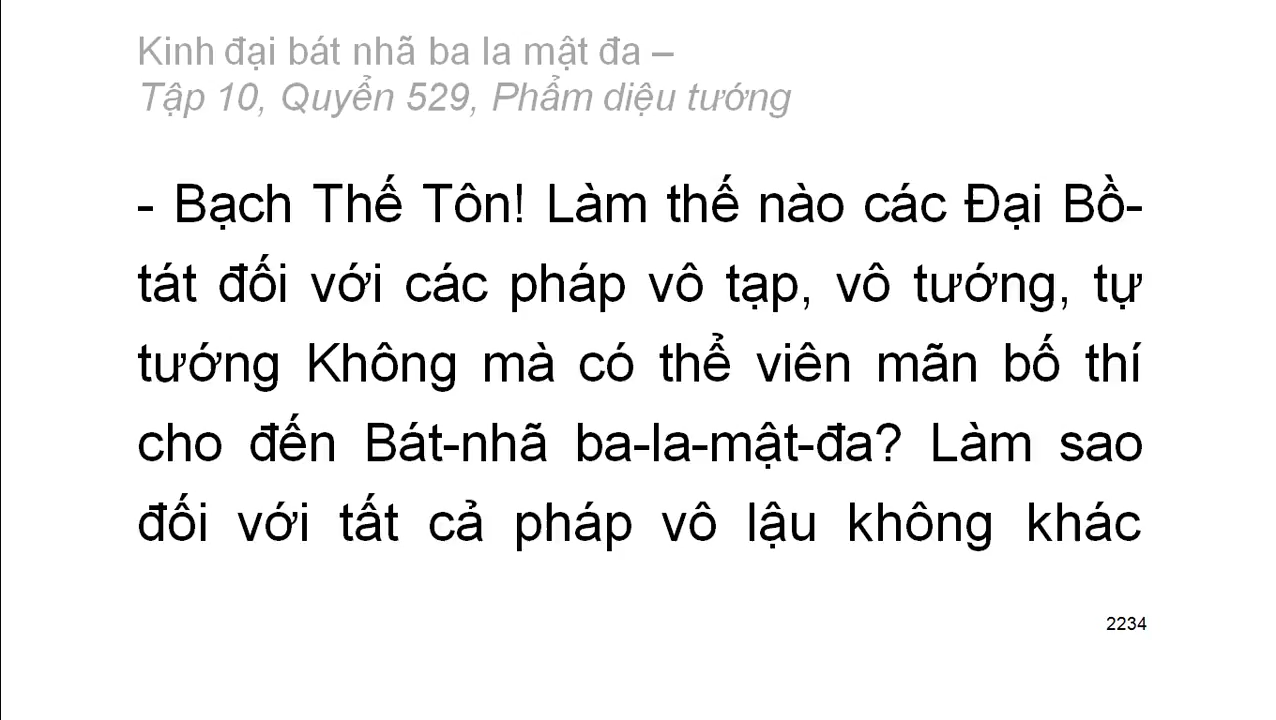 Kinh đại bát nhã ba la mật đa –
Tập 10, Quyển 529, Phẩm diệu tướng
- Bạch Thế Tôn! Làm thế nào các Đại Bồ-
tát đối với các pháp vô tạp, vô tướng, tự
tướng Không mà có thể viên mãn bố thí
cho đến Bát-nhã ba-la-mật-đa? Làm sao
đối với tất cả pháp vô lậu không khác
2234